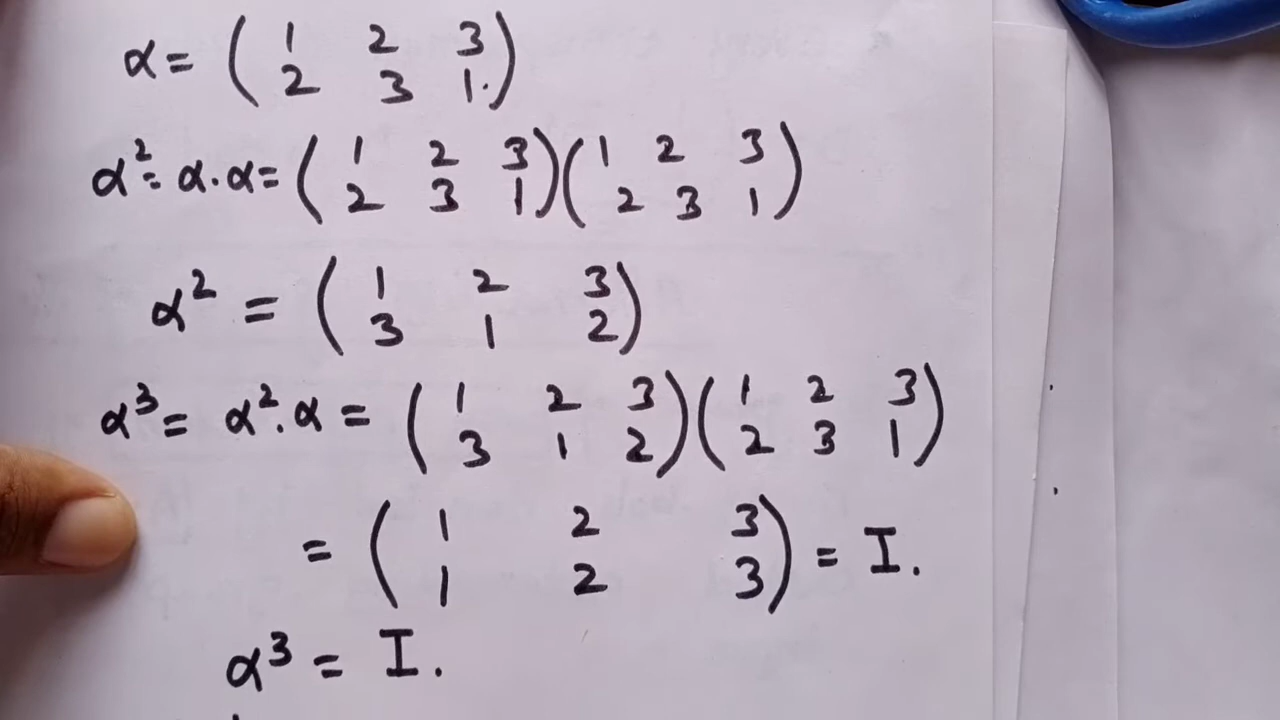 α = ( 1 2 3
2 3 1. )
α² = α . α = ( 1 2 3 ) ( 1 2 3
2 3 1 ) ( 2 3 1 )
α² = ( 1 2 3
3 1 2 )
α³ = α² . α = ( 1 2 3 ) ( 1 2 3
3 1 2 ) ( 2 3 1 )
= ( 1 2 3
1 2 3 ) = I.
α³ = I.